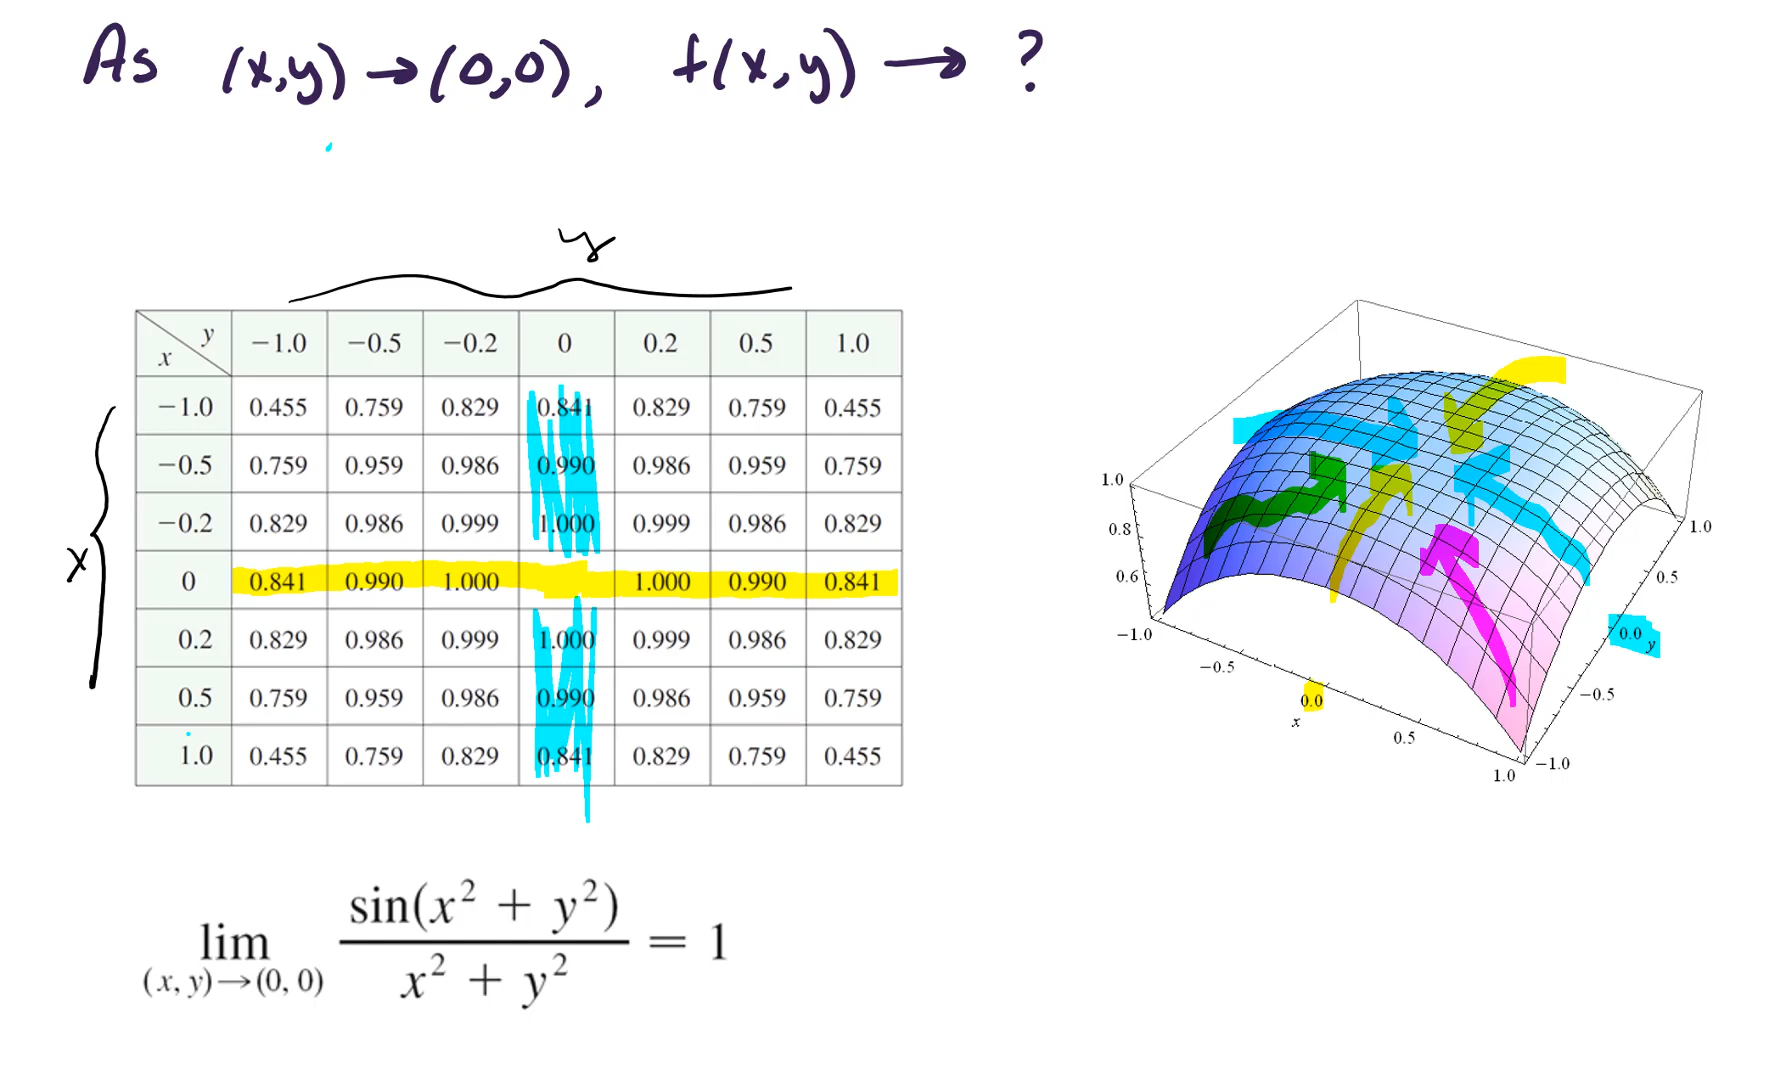 As (x,y)→(0,0), f(x,y)→ ?
y
y
x
−1.0 −0.5 −0.2 0 0.2 0.5 1.0
−1.0 0.455 0.759 0.829 0.841 0.829 0.759 0.455
−0.5 0.759 0.959 0.986 0.990 0.986 0.959 0.759
−0.2 0.829 0.986 0.999 1.000 0.999 0.986 0.829
x
0 0.841 0.990 1.000 1.000 0.990 0.841
0.2 0.829 0.986 0.999 1.000 0.999 0.986 0.829
0.5 0.759 0.959 0.986 0.990 0.986 0.959 0.759
1.0 0.455 0.759 0.829 0.841 0.829 0.759 0.455
1.0
0.8
0.6
−1.0
−0.5
0.0
x
0.5
1.0
−1.0
−0.5
0.0
y
0.5
1.0
lim (x, y)→(0, 0) sin(x² + y²) / x² + y² = 1